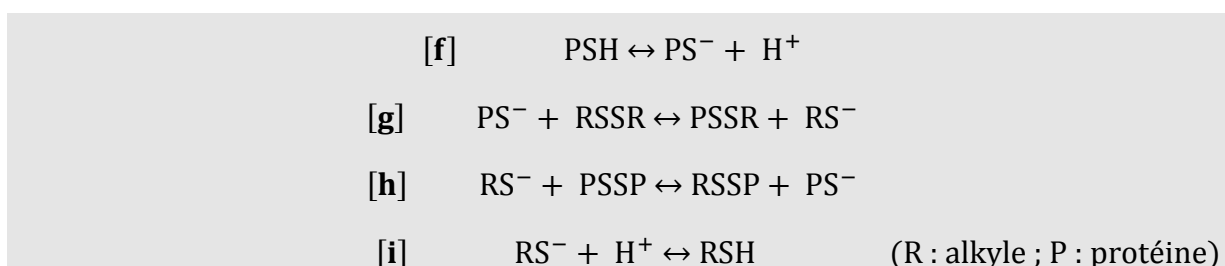 [f] PSH ↔ PS⁻ + H⁺
[g] PS⁻ + RSSR ↔ PSSR + RS⁻
[h] RS⁻ + PSSP ↔ RSSP + PS⁻
[i] RS⁻ + H⁺ ↔ RSH (R : alkyle ; P : protéine)